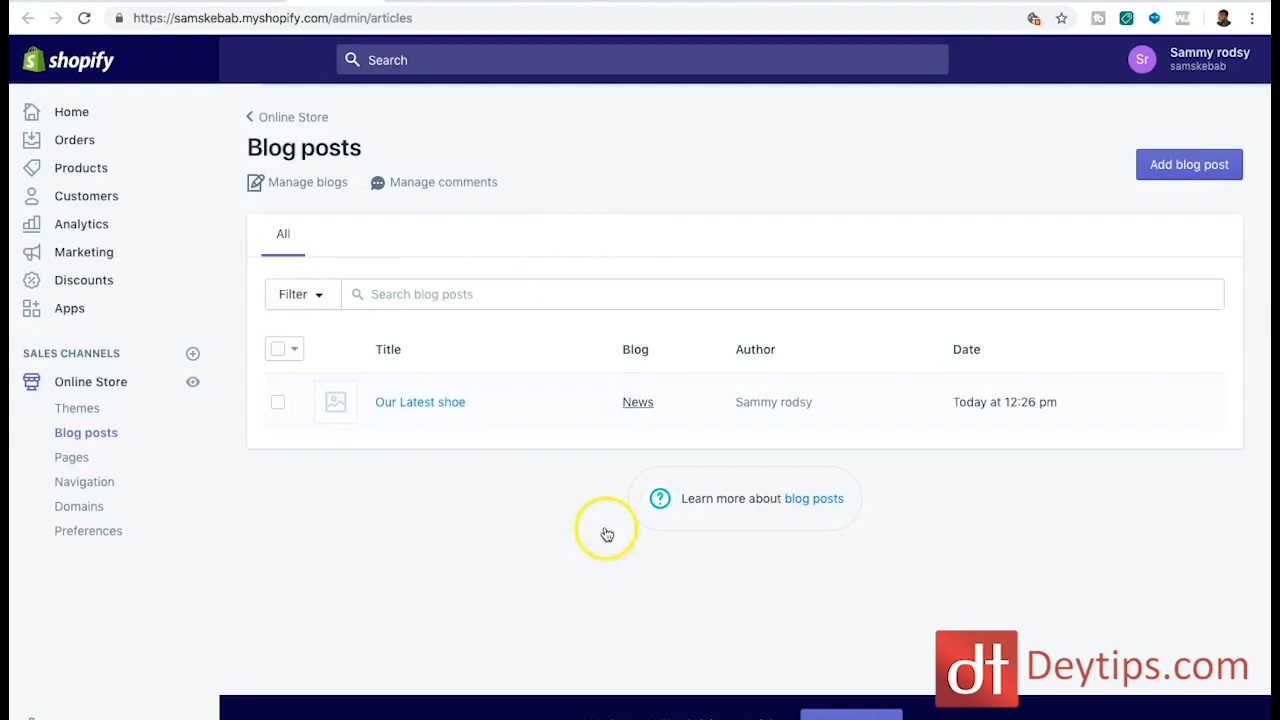 https://samskebab.myshopify.com/admin/articles
shopify
Search
Sr
Sammy rodsy
samskebab
Home
Orders
Products
Customers
Analytics
Marketing
Discounts
Apps
SALES CHANNELS
Online Store
Themes
Blog posts
Pages
Navigation
Domains
Preferences
Online Store
Blog posts
Manage blogs Manage comments
Add blog post
All
Filter Search blog posts
Title Blog Author Date
Our Latest shoe News Sammy rodsy Today at 12:26 pm
Learn more about blog posts
dt Deytips.com